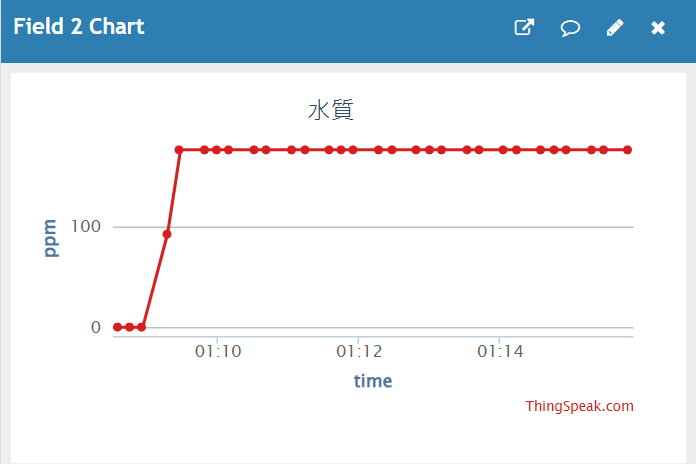 Field 2 Chart
水質
ppm
100
0
01:10
01:12
01:14
time
ThingSpeak.com